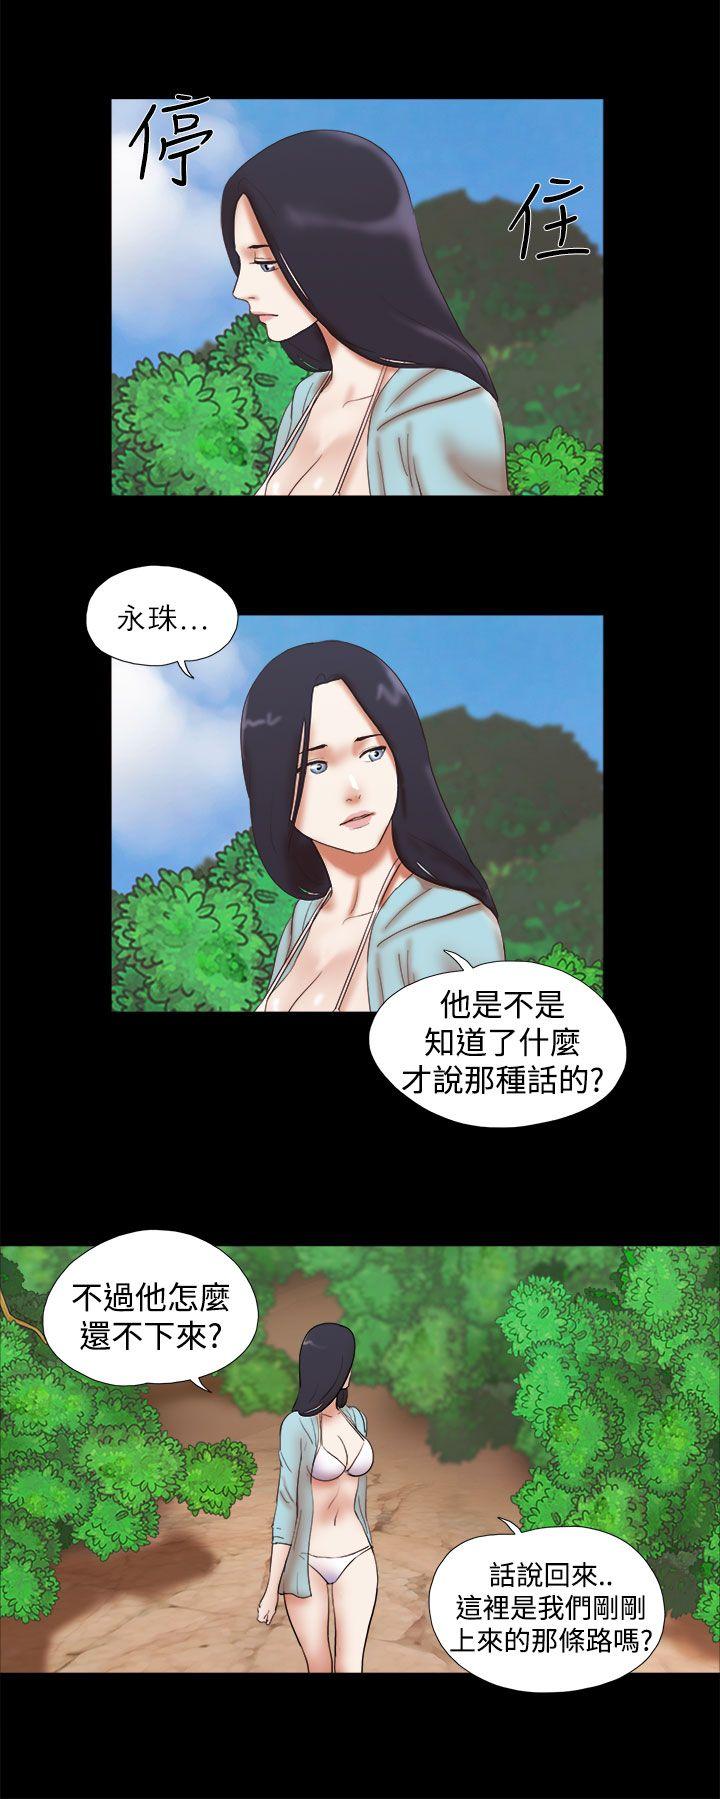 停
住
永珠...
他是不是
知道了什麼
才說那種話的?
不過他怎麼
還不下來?
話說回來..
這裡是我們剛剛
上來的那條路嗎?